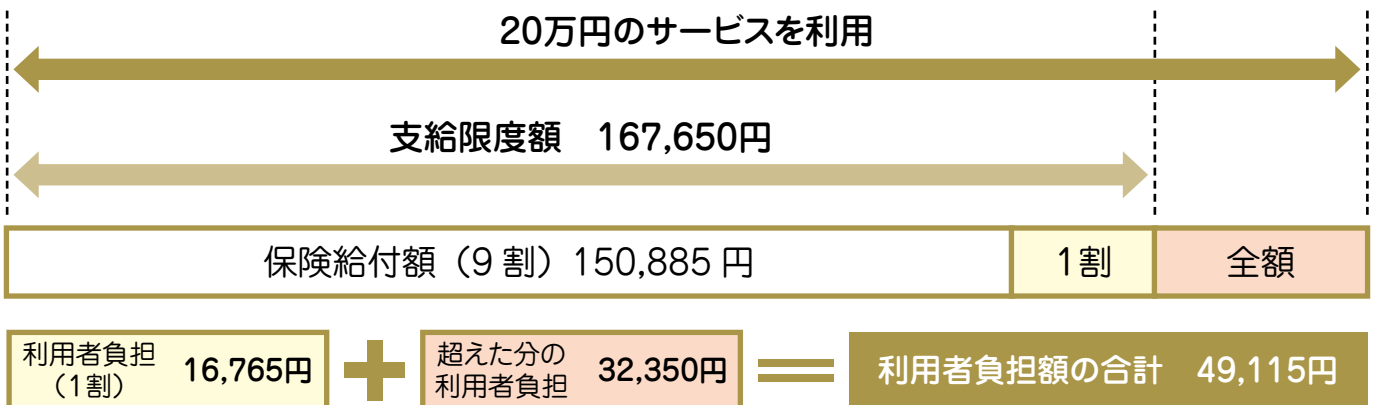 20万円のサービスを利用
支給限度額　167,650円
保険給付額（9割）150,885円
1割
全額
利用者負担
（1割）
16,765円
超えた分の
利用者負担
32,350円
利用者負担額の合計　49,115円